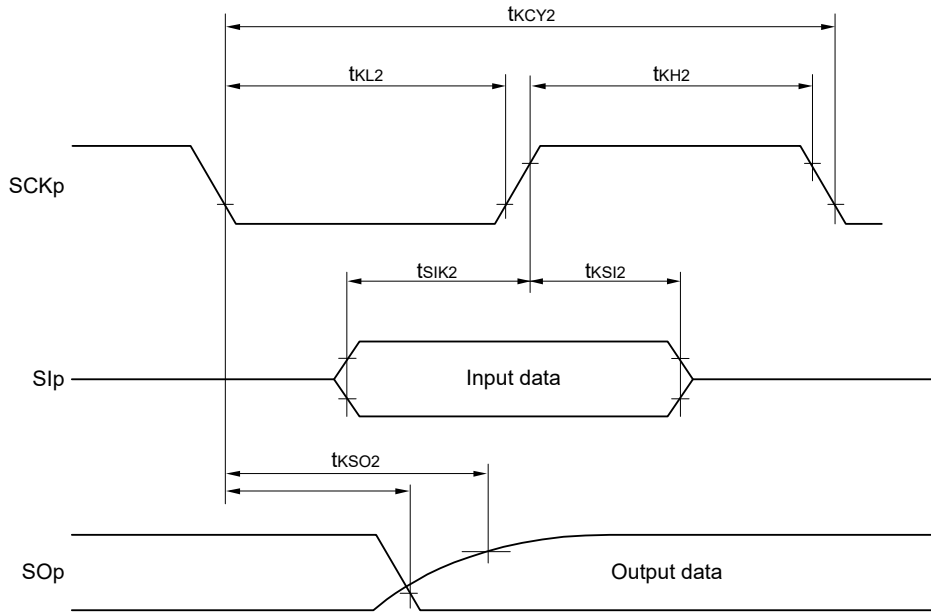 tKCY2
tKL2
tKH2
SCKp
tSIK2
tKSI2
SIp
Input data
tKSO2
SOp
Output data